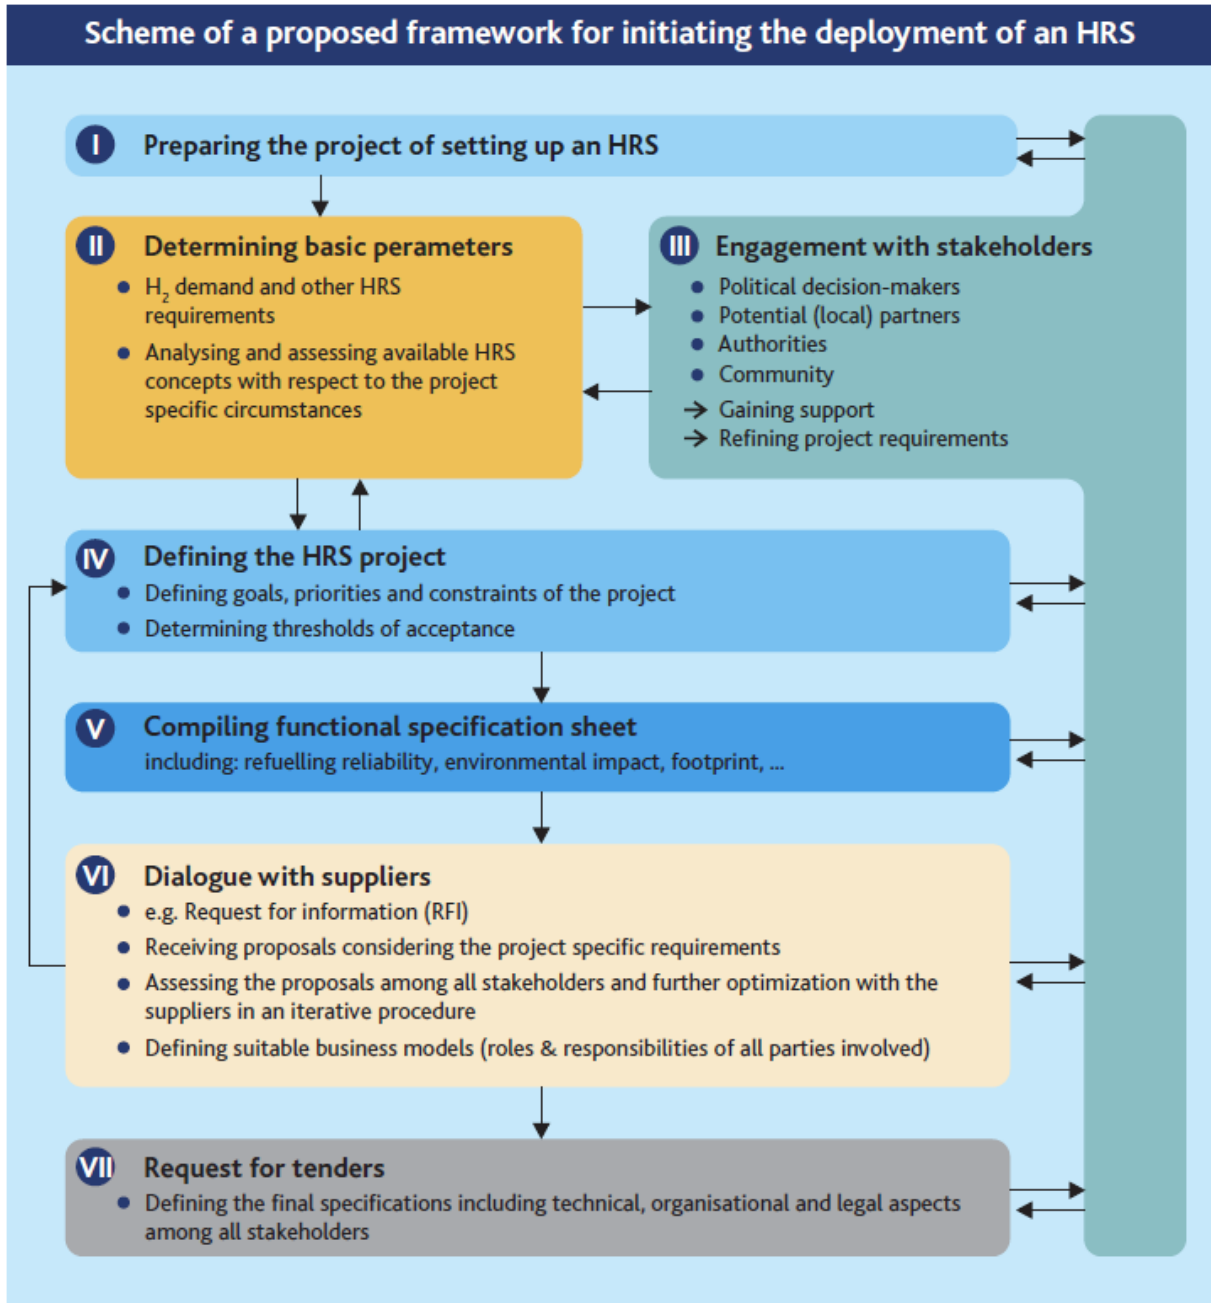 Scheme of a proposed framework for initiating the deployment of an HRS
I Preparing the project of setting up an HRS
II Determining basic perameters
• H₂ demand and other HRS
requirements
• Analysing and assessing available HRS
concepts with respect to the project
specific circumstances
III Engagement with stakeholders
• Political decision-makers
• Potential (local) partners
• Authorities
• Community
→ Gaining support
→ Refining project requirements
IV Defining the HRS project
• Defining goals, priorities and constraints of the project
• Determining thresholds of acceptance
V Compiling functional specification sheet
including: refuelling reliability, environmental impact, footprint, ...
VI Dialogue with suppliers
• e.g. Request for information (RFI)
• Receiving proposals considering the project specific requirements
• Assessing the proposals among all stakeholders and further optimization with the
suppliers in an iterative procedure
• Defining suitable business models (roles & responsibilities of all parties involved)
VII Request for tenders
• Defining the final specifications including technical, organisational and legal aspects
among all stakeholders